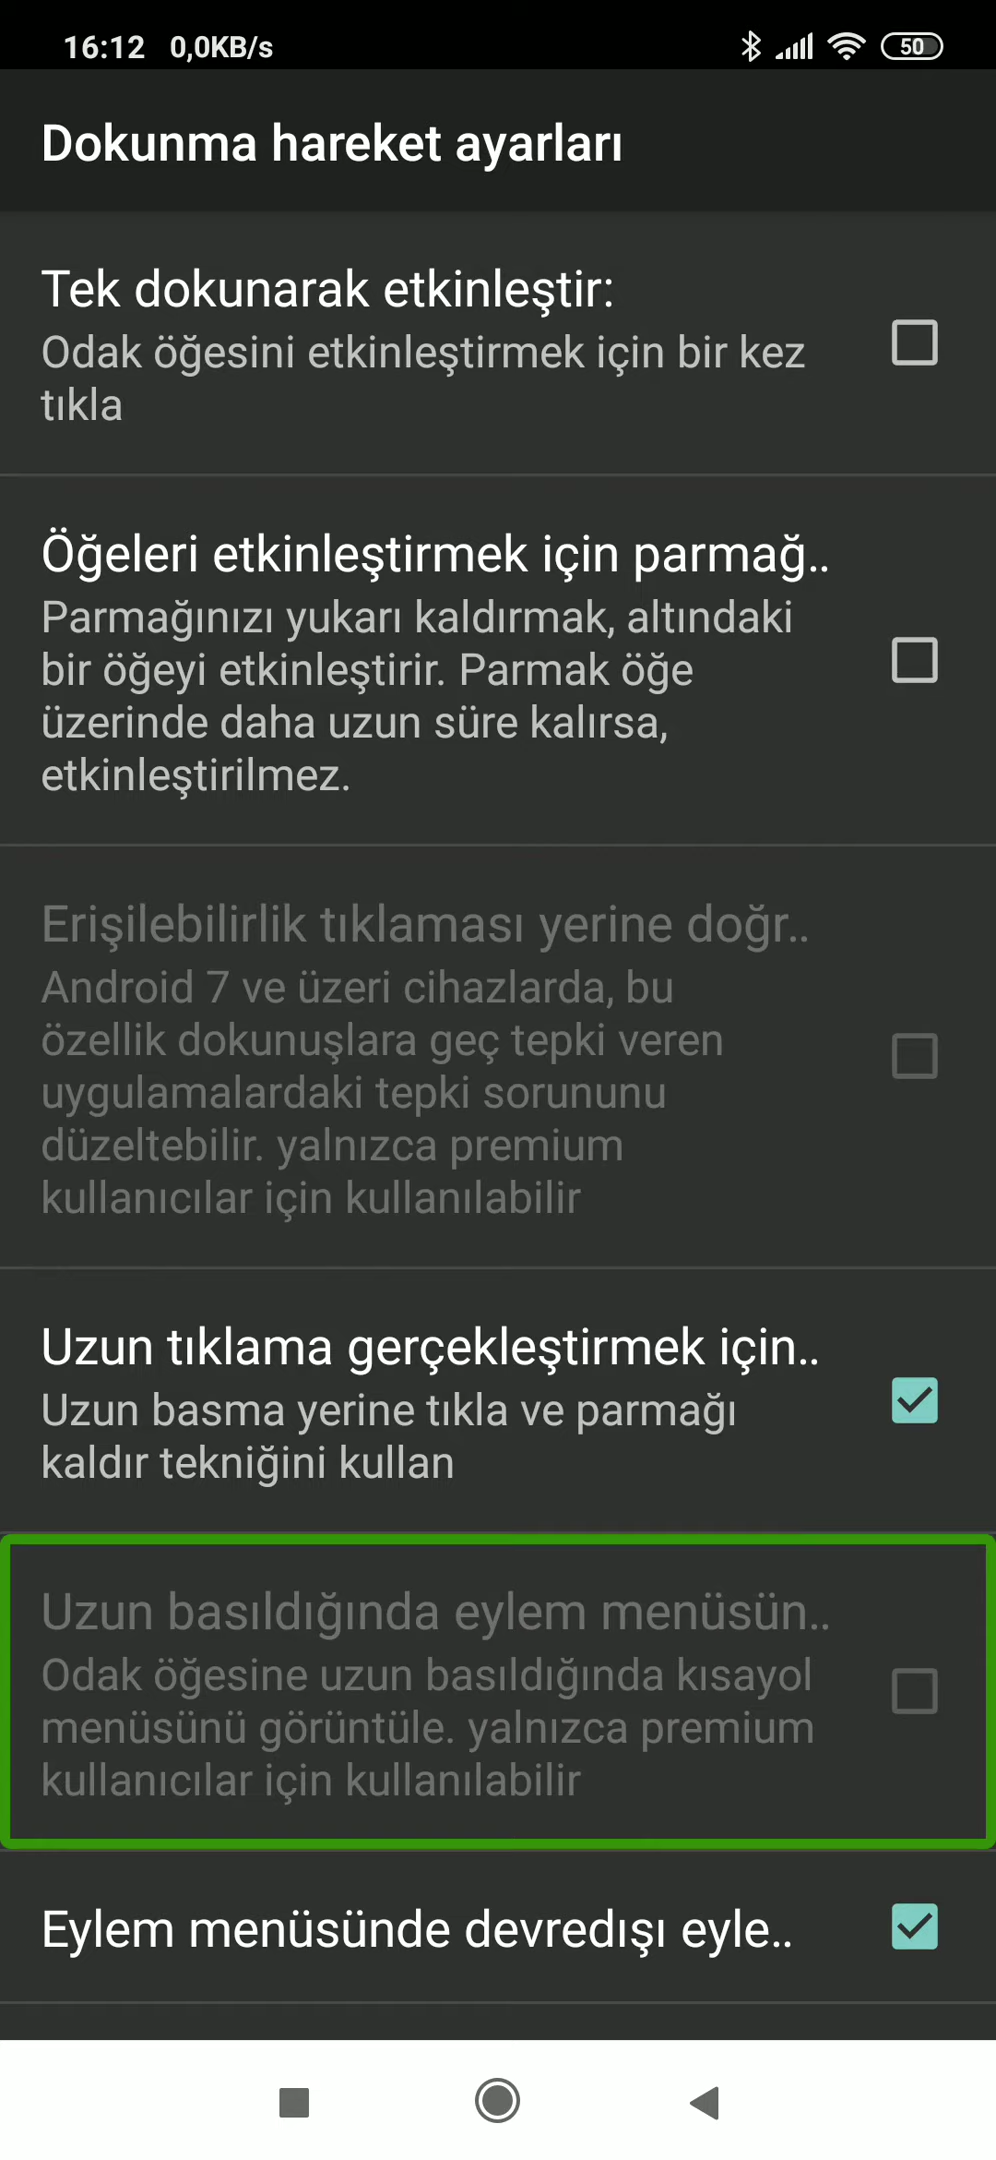 16:12 0,0KB/s 50
Dokunma hareket ayarları
Tek dokunarak etkinleştir:
Odak öğesini etkinleştirmek için bir kez
tıkla
Öğeleri etkinleştirmek için parmağ..
Parmağınızı yukarı kaldırmak, altındaki
bir öğeyi etkinleştirir. Parmak öğe
üzerinde daha uzun süre kalırsa,
etkinleştirilmez.
Erişilebilirlik tıklaması yerine doğr..
Android 7 ve üzeri cihazlarda, bu
özellik dokunuşlara geç tepki veren
uygulamalardaki tepki sorununu
düzeltebilir. yalnızca premium
kullanıcılar için kullanılabilir
Uzun tıklama gerçekleştirmek için..
Uzun basma yerine tıkla ve parmağı
kaldır tekniğini kullan
Uzun basıldığında eylem menüsün..
Odak öğesine uzun basıldığında kısayol
menüsünü görüntüle. yalnızca premium
kullanıcılar için kullanılabilir
Eylem menüsünde devredışı eyle..